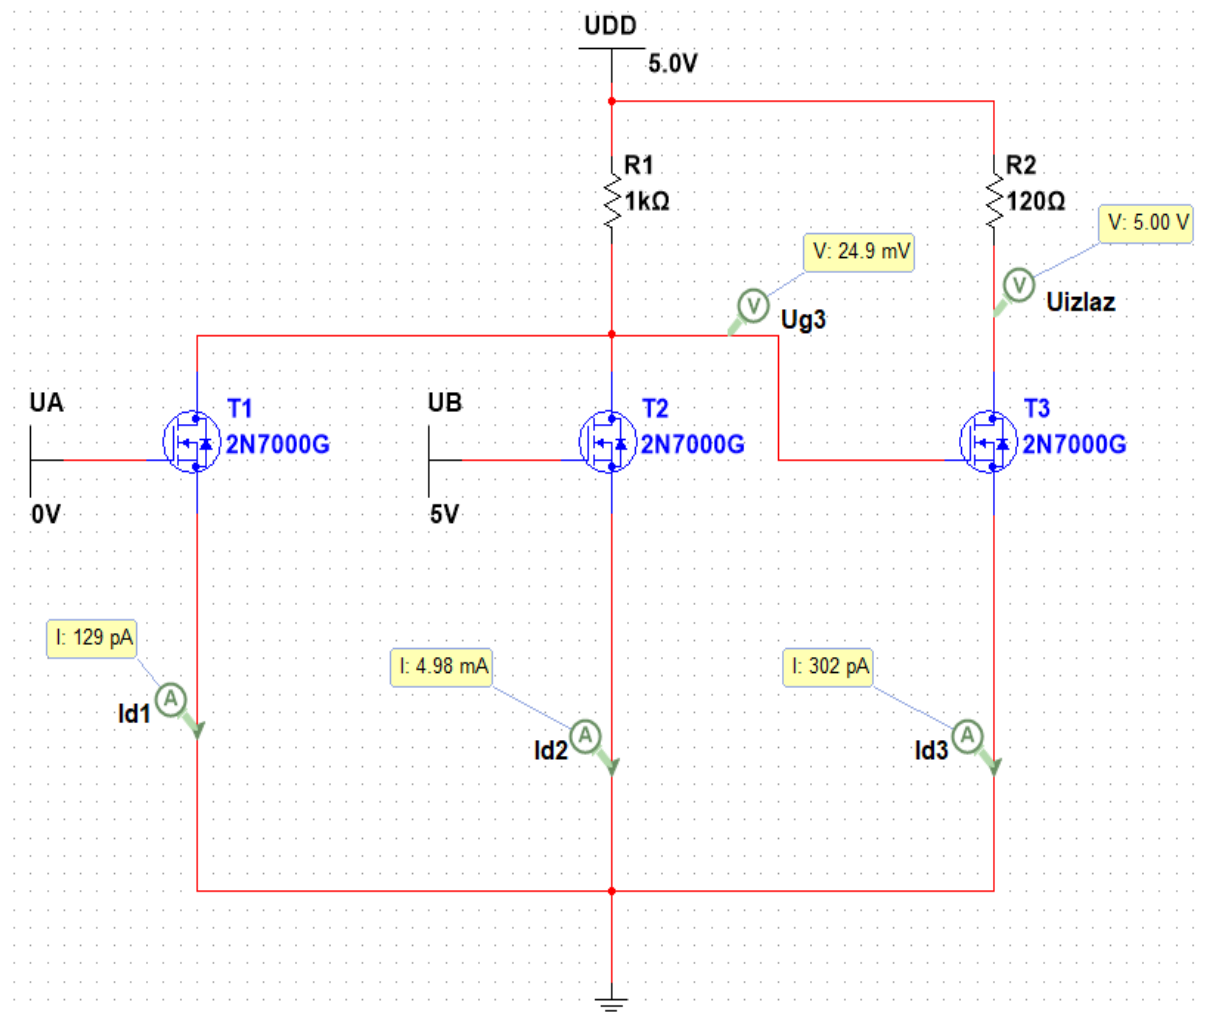 UDD
5.0V
R1
1kΩ
R2
120Ω
V: 5.00 V
V: 24.9 mV
Uizlaz
Ug3
UA
T1
2N7000G
UB
T2
2N7000G
T3
2N7000G
0V
5V
I: 129 pA
I: 4.98 mA
I: 302 pA
V
V
A
Id1
A
Id2
A
Id3